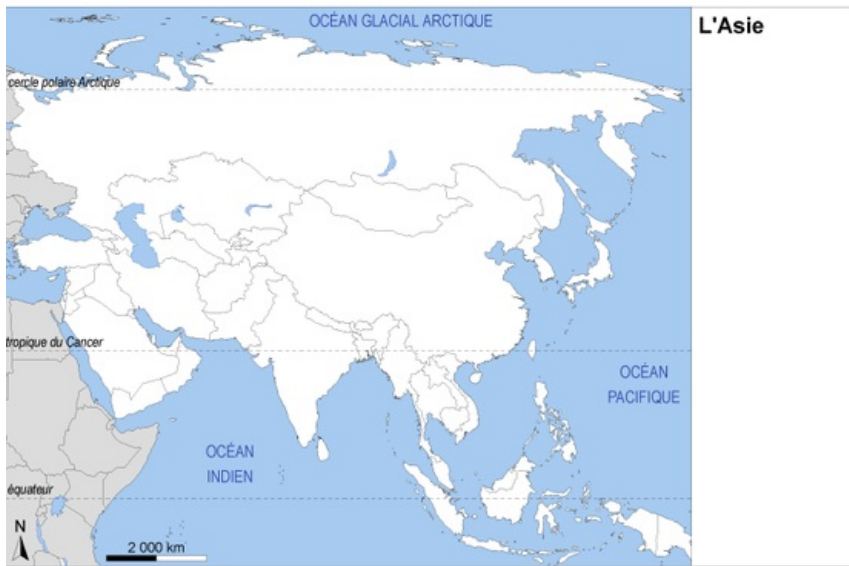 OCÉAN GLACIAL ARCTIQUE
L'Asie
cercle polaire Arctique
tropique du Cancer
OCÉAN
PACIFIQUE
OCÉAN
INDIEN
équateur
N
2 000 km